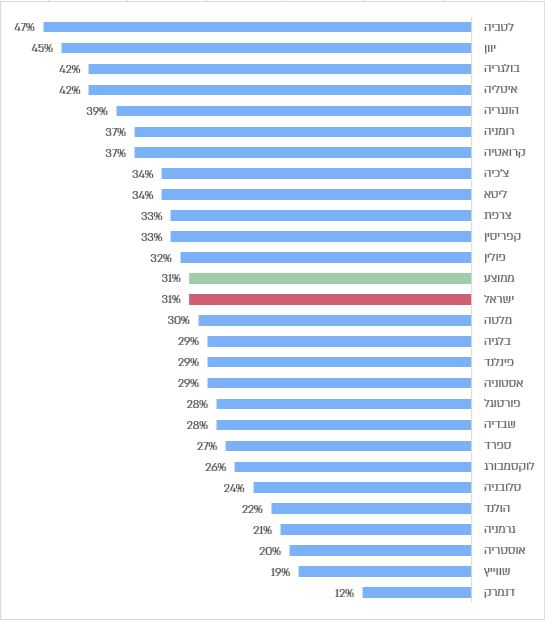 לטביה 47%
יוון 45%
בולגריה 42%
איטליה 42%
הונגריה 39%
רומניה 37%
קרואטיה 37%
צ'כיה 34%
ליטא 34%
צרפת 33%
קפריסין 33%
פולין 32%
ממוצע 31%
ישראל 31%
מלטה 30%
בלגיה 29%
פינלנד 29%
אסטוניה 29%
פורטוגל 28%
שבדיה 28%
ספרד 27%
לוקסמבורג 26%
סלובניה 24%
הולנד 22%
גרמניה 21%
אוסטריה 20%
שווייץ 19%
דנמרק 12%